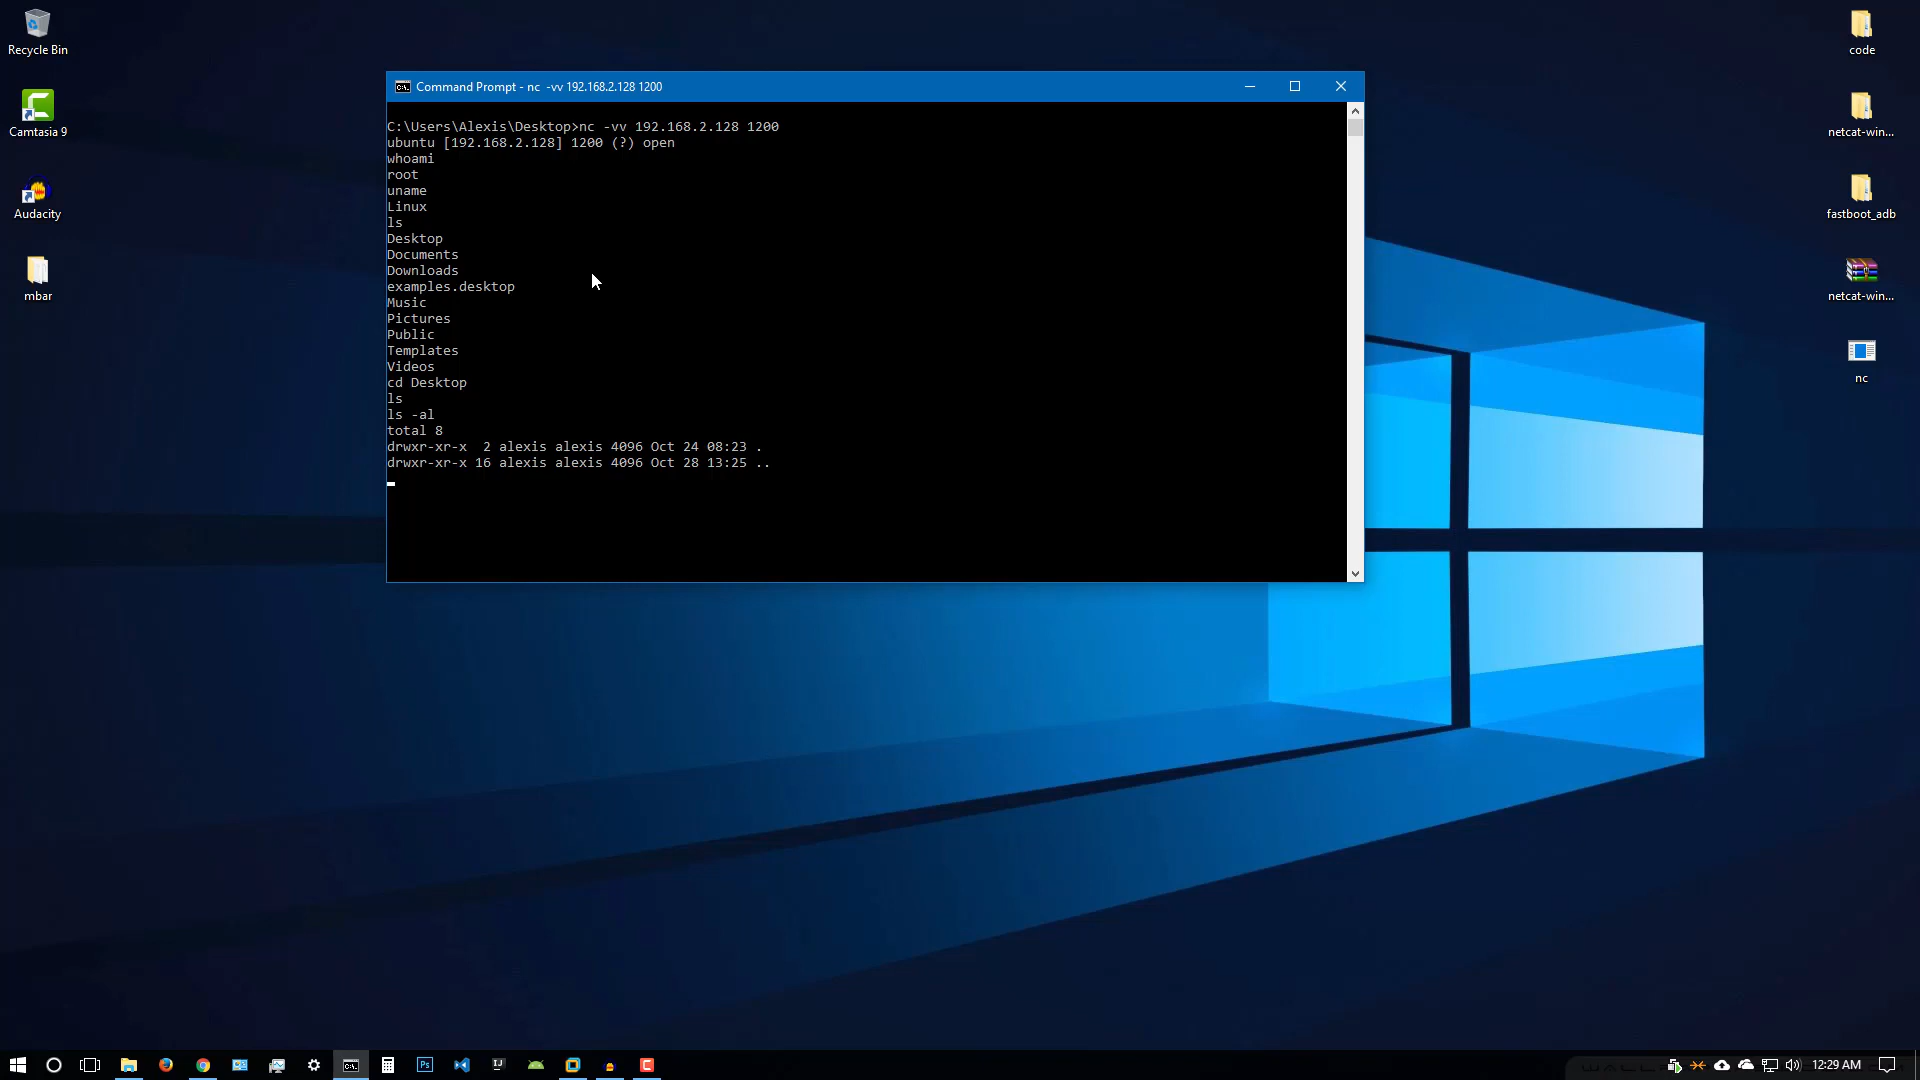 Recycle Bin
Camtasia 9
Audacity
mbar
Command Prompt - nc  -vv 192.168.2.128 1200
C:\Users\Alexis\Desktop>nc -vv 192.168.2.128 1200
ubuntu [192.168.2.128] 1200 (?) open
whoami
root
uname
Linux
ls
Desktop
Documents
Downloads
examples.desktop
Music
Pictures
Public
Templates
Videos
cd Desktop
ls
ls -al
total 8
drwxr-xr-x  2 alexis alexis 4096 Oct 24 08:23 .
drwxr-xr-x 16 alexis alexis 4096 Oct 28 13:25 ..
code
netcat-win...
fastboot_adb
netcat-win...
nc
12:29 AM